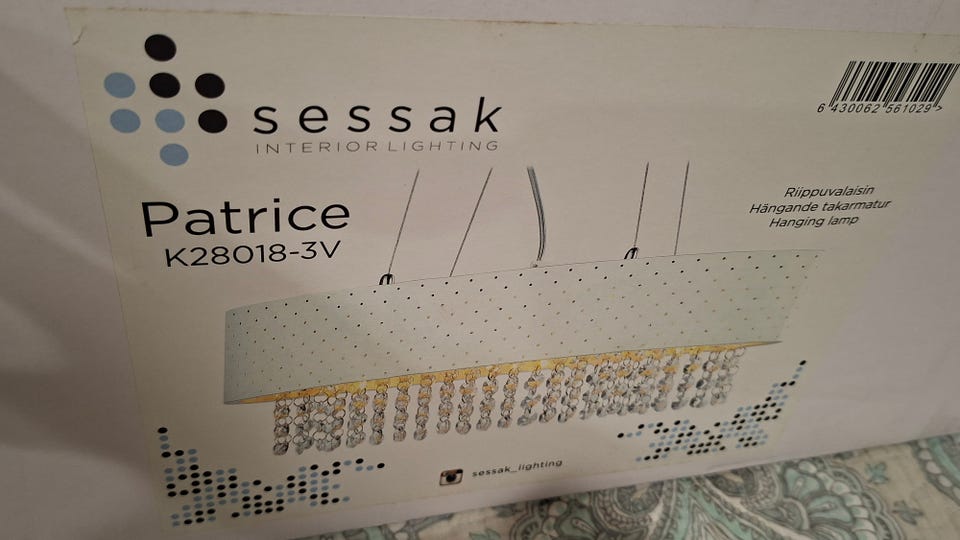 sessak
INTERIOR LIGHTING
6 430062 561029 >
Patrice
K28018-3V
Riippuvalaisin
Hängande takarmatur
Hanging lamp
sessak_lighting